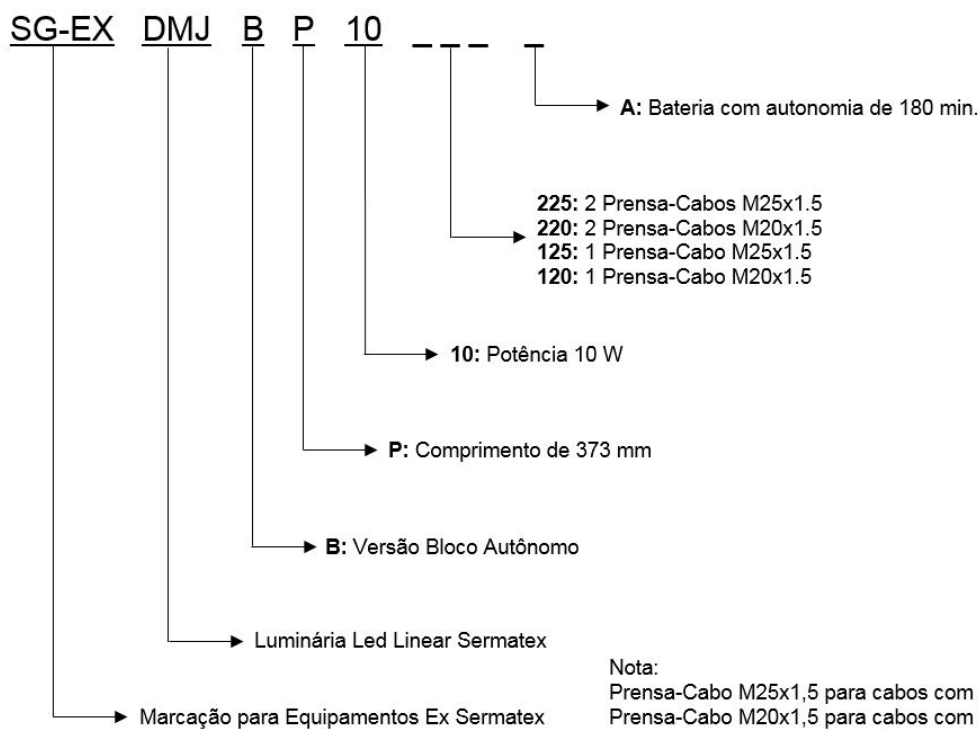 SG-EX DMJ B P 10 _ _ _ _
A: Bateria com autonomia de 180 min.
225: 2 Prensa-Cabos M25x1.5
220: 2 Prensa-Cabos M20x1.5
125: 1 Prensa-Cabo M25x1.5
120: 1 Prensa-Cabo M20x1.5
10: Potência 10 W
P: Comprimento de 373 mm
B: Versão Bloco Autônomo
Luminária Led Linear Sermatex
Marcação para Equipamentos Ex Sermatex
Nota:
Prensa-Cabo M25x1,5 para cabos com
Prensa-Cabo M20x1,5 para cabos com